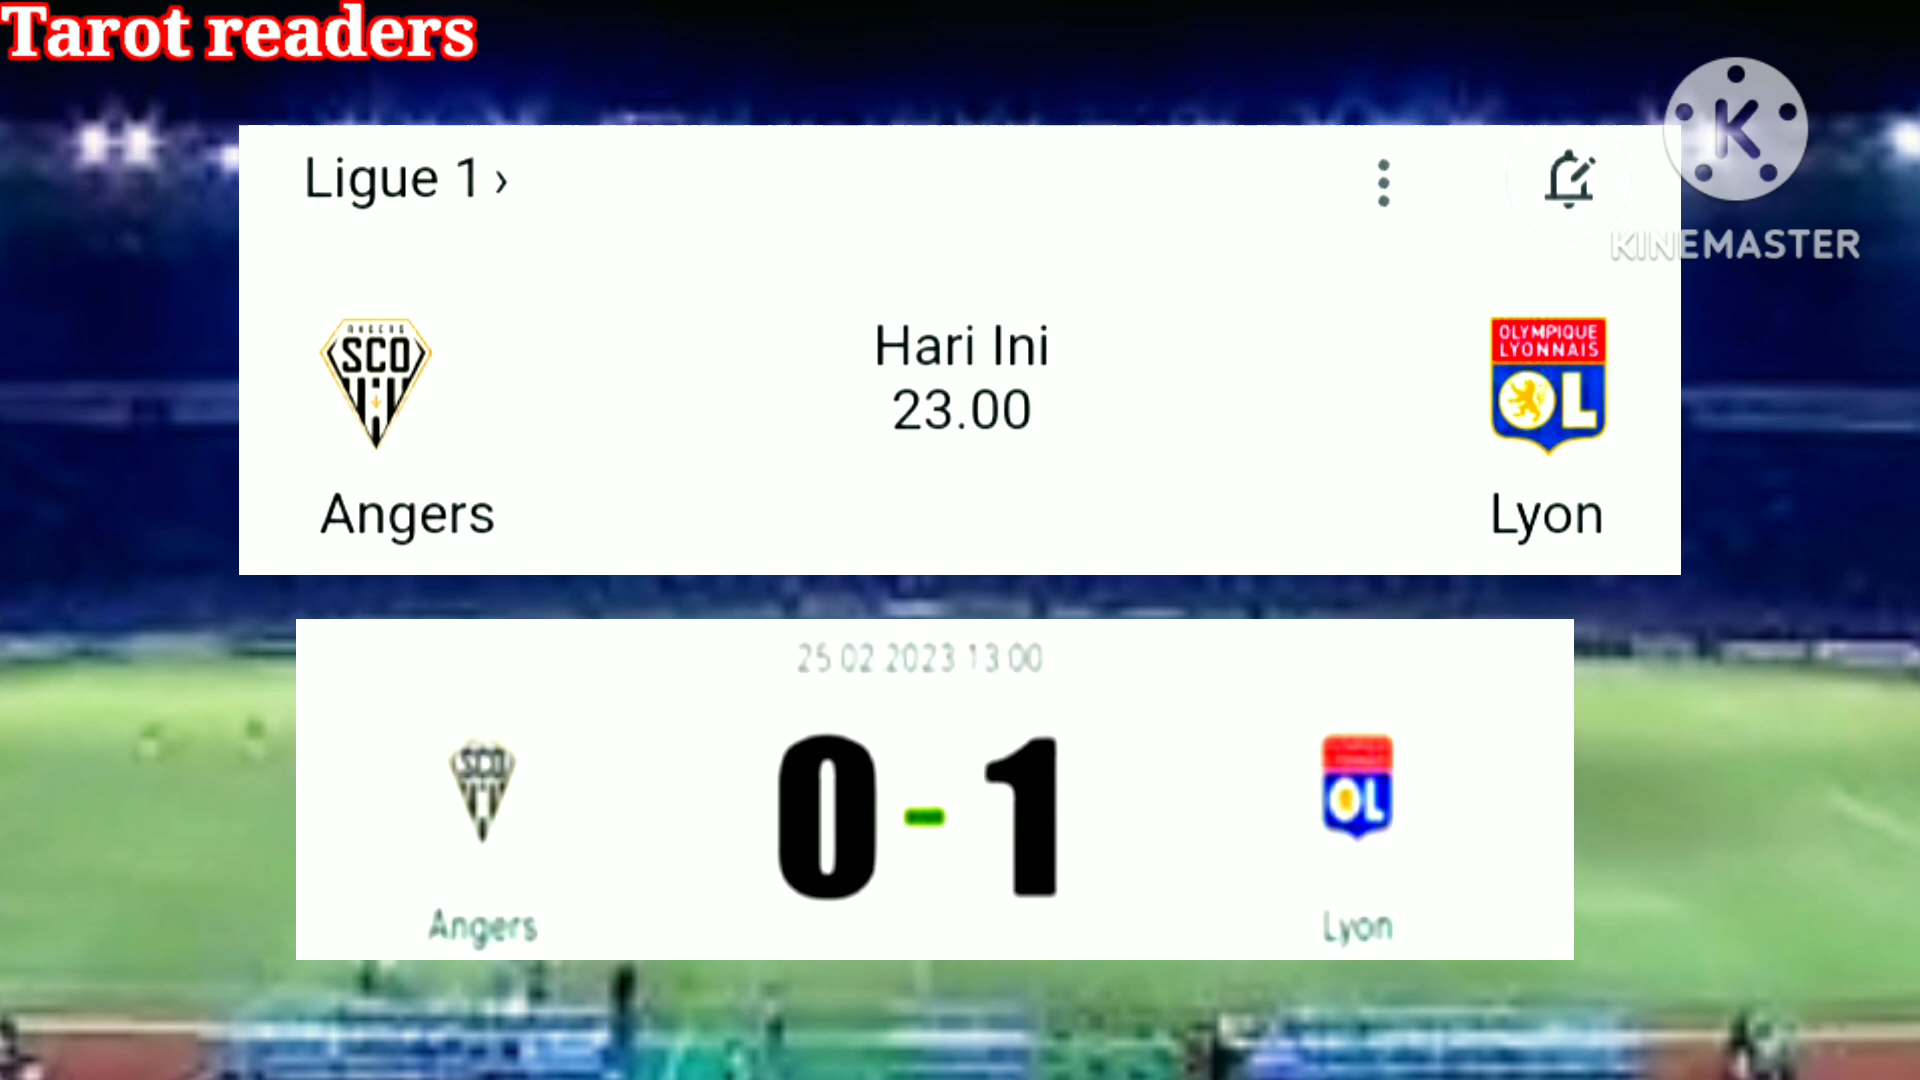 Tarot readers
K
KINEMASTER
Ligue 1 ›
Hari Ini
23.00
ANGERS
SCO
OLYMPIQUE
LYONNAIS
OL
Angers
Lyon
25 02 2023 13:00
0 - 1
SCO
OL
Angers
Lyon